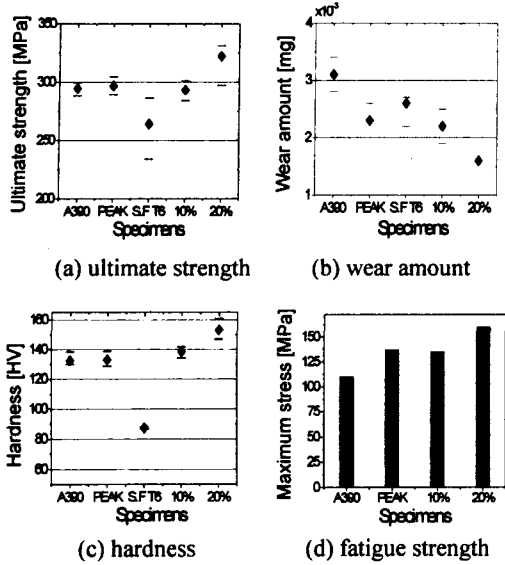 Ultimate strength [MPa]
350
300
250
200
A390 PEAK S.F T6 10% 20%
Specimens
(a) ultimate strength
Wear amount [mg]
×10⁻³
4
3
2
1
A390 PEAK S.F T6 10% 20%
Specimens
(b) wear amount
Hardness [HV]
160
140
120
100
80
60
A390 PEAK S.F T6 10% 20%
Specimens
(c) hardness
Maximum stress [MPa]
150
125
100
75
50
25
0
A390 PEAK 10% 20%
Specimens
(d) fatigue strength